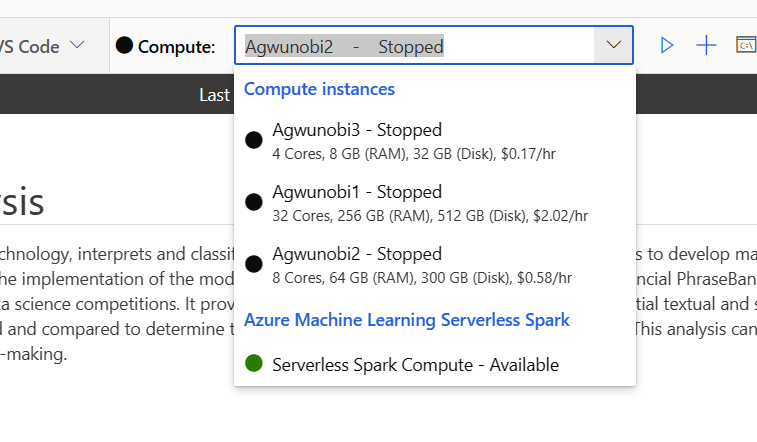 VS Code
Compute:
Agwunobi2 - Stopped
Last
Compute instances
Agwunobi3 - Stopped
4 Cores, 8 GB (RAM), 32 GB (Disk), $0.17/hr
Agwunobi1 - Stopped
32 Cores, 256 GB (RAM), 512 GB (Disk), $2.02/hr
Agwunobi2 - Stopped
8 Cores, 64 GB (RAM), 300 GB (Disk), $0.58/hr
Azure Machine Learning Serverless Spark
Serverless Spark Compute - Available
sis
chnology, interprets and classif
s to develop ma
he implementation of the mod
ncial PhraseBan
ta science competitions. It prov
tial textual and s
d and compared to determine t
This analysis can
-making.